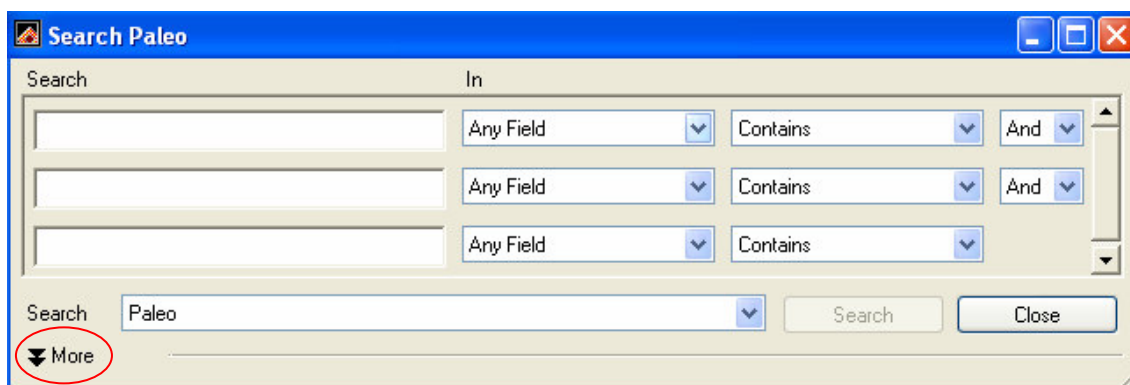 Search Paleo
Search In
Any Field Contains And
Any Field Contains And
Any Field Contains
Search Paleo Search Close
More